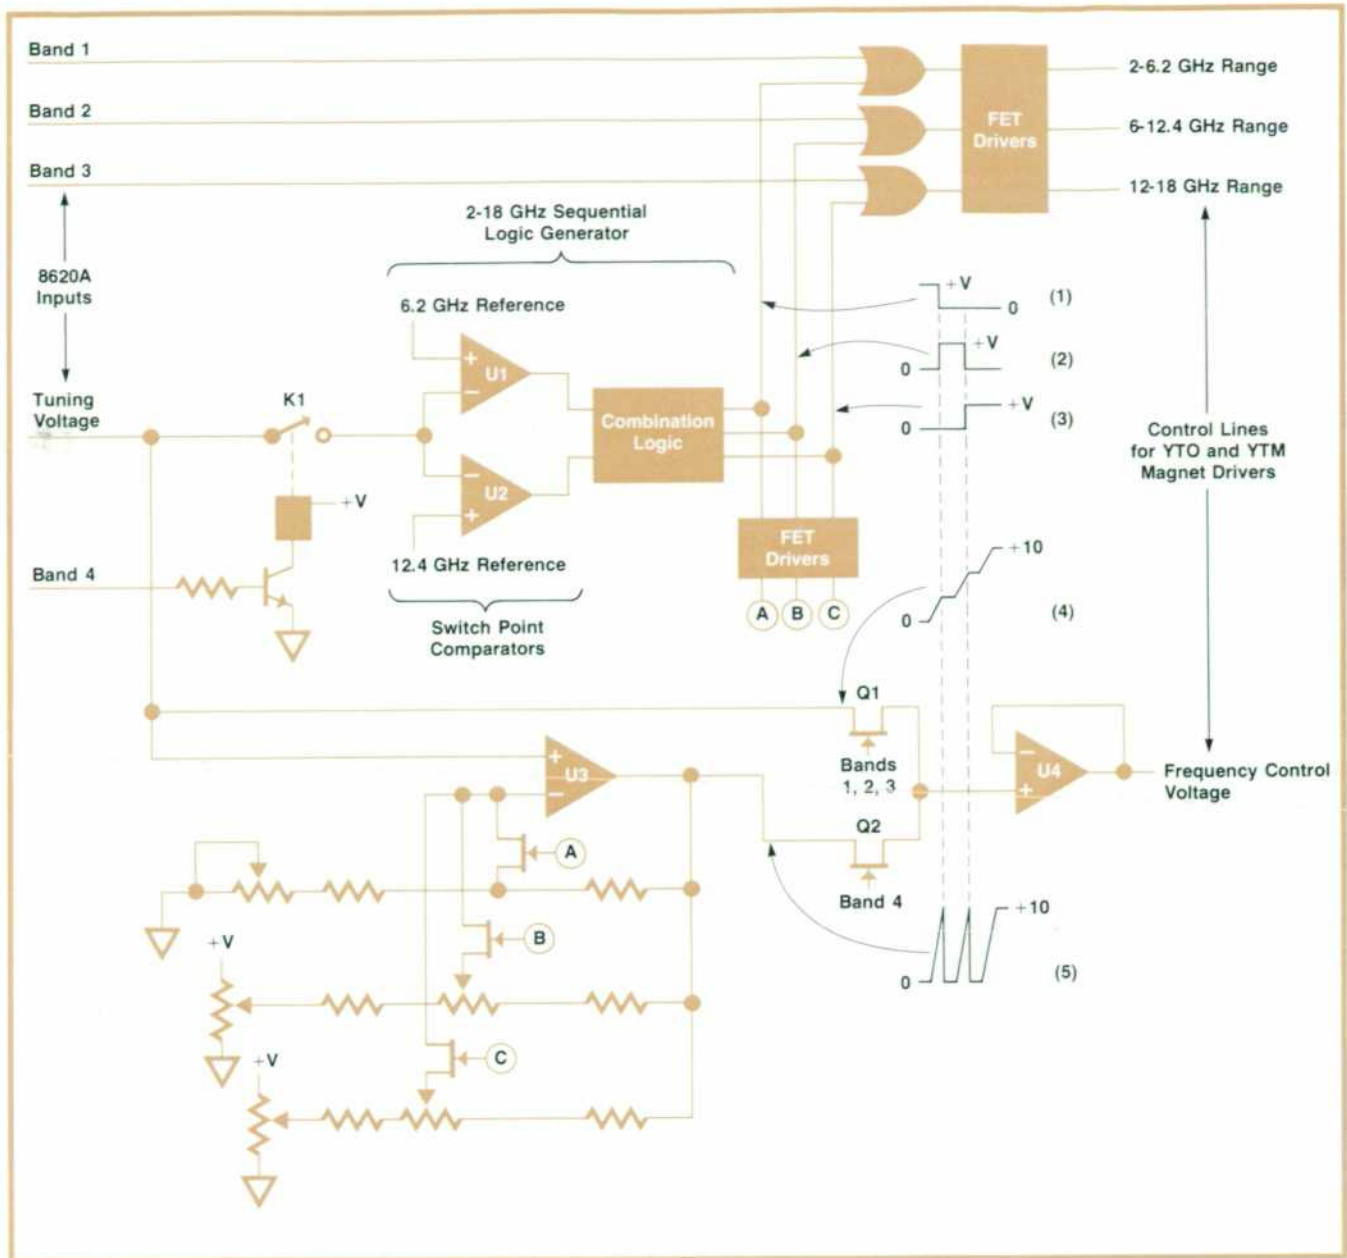 Band 1
Band 2
Band 3
2-6.2 GHz Range
6-12.4 GHz Range
12-18 GHz Range
FET
Drivers
2-18 GHz Sequential
Logic Generator
8620A
Inputs
6.2 GHz Reference
+V
0
(1)
+V
0
(2)
+V
0
(3)
Tuning
Voltage
K1
U1
U2
Combination
Logic
Control Lines
for YTO and YTM
Magnet Drivers
+V
Band 4
12.4 GHz Reference
FET
Drivers
A
B
C
+10
0
(4)
Switch Point
Comparators
Q1
Bands
1, 2, 3
U3
U4
Frequency Control
Voltage
Q2
A
Band 4
+10
0
(5)
B
+V
C
+V